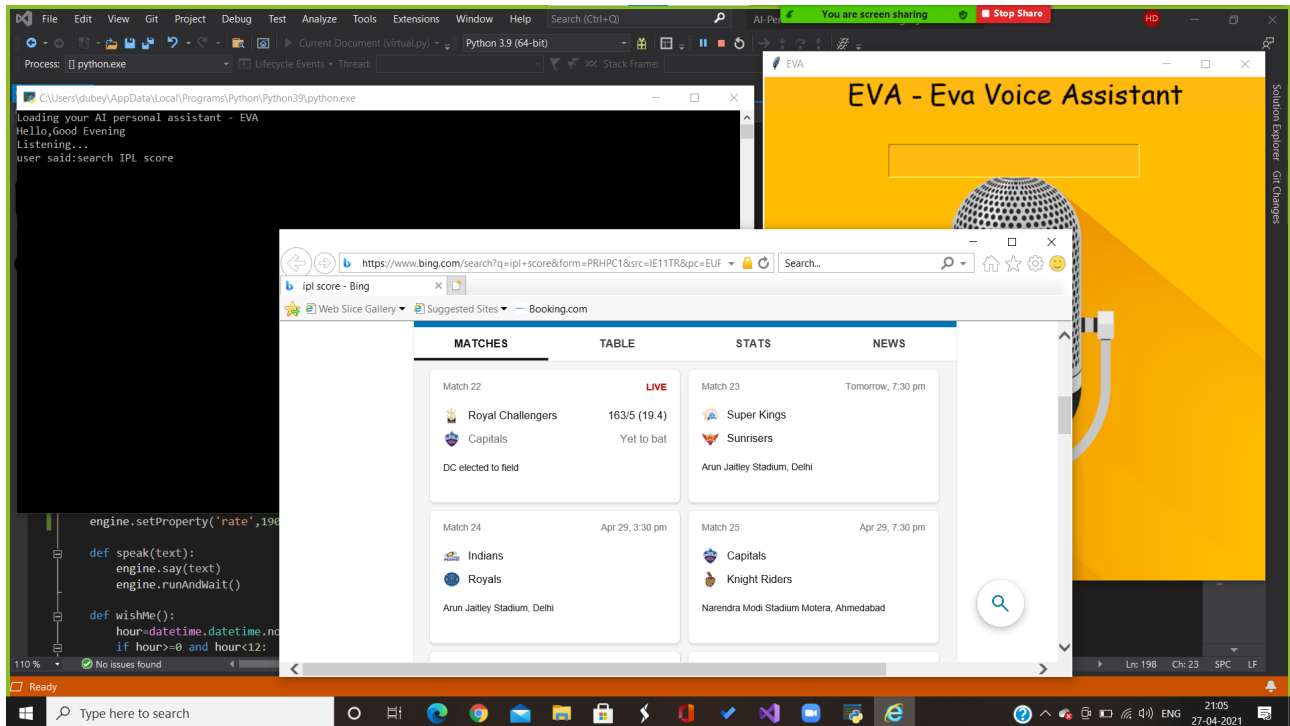 File Edit View Git Project Debug Test Analyze Tools Extensions Window Help Search (Ctrl+Q) AI-Per
You are screen sharing Stop Share
HD
Current Document (virtual.py) Python 3.9 (64-bit)
Process: [] python.exe Lifecycle Events Thread: Stack Frame:
EVA
C:\Users\dubey\AppData\Local\Programs\Python\Python39\python.exe
Loading your AI personal assistant - EVA
Hello,Good Evening
Listening...
user said:search IPL score
EVA - Eva Voice Assistant
Solution Explorer
Git Changes
https://www.bing.com/search?q=ipl+score&form=PRHPC1&src=IE11TR&pc=EUF
Search...
ipl score - Bing
Web Slice Gallery Suggested Sites Booking.com
MATCHES TABLE STATS NEWS
Match 22 LIVE
Royal Challengers 163/5 (19.4)
Capitals Yet to bat
DC elected to field
Match 23 Tomorrow, 7:30 pm
Super Kings
Sunrisers
Arun Jaitley Stadium, Delhi
Match 24 Apr 29, 3:30 pm
Indians
Royals
Arun Jaitley Stadium, Delhi
Match 25 Apr 29, 7:30 pm
Capitals
Knight Riders
Narendra Modi Stadium Motera, Ahmedabad
engine.setProperty('rate',190
def speak(text):
engine.say(text)
engine.runAndWait()
def wishMe():
hour=datetime.datetime.no
if hour>=0 and hour<12:
110 % No issues found Ln: 198 Ch: 23 SPC LF
Ready
Type here to search
ENG
21:05
27-04-2021